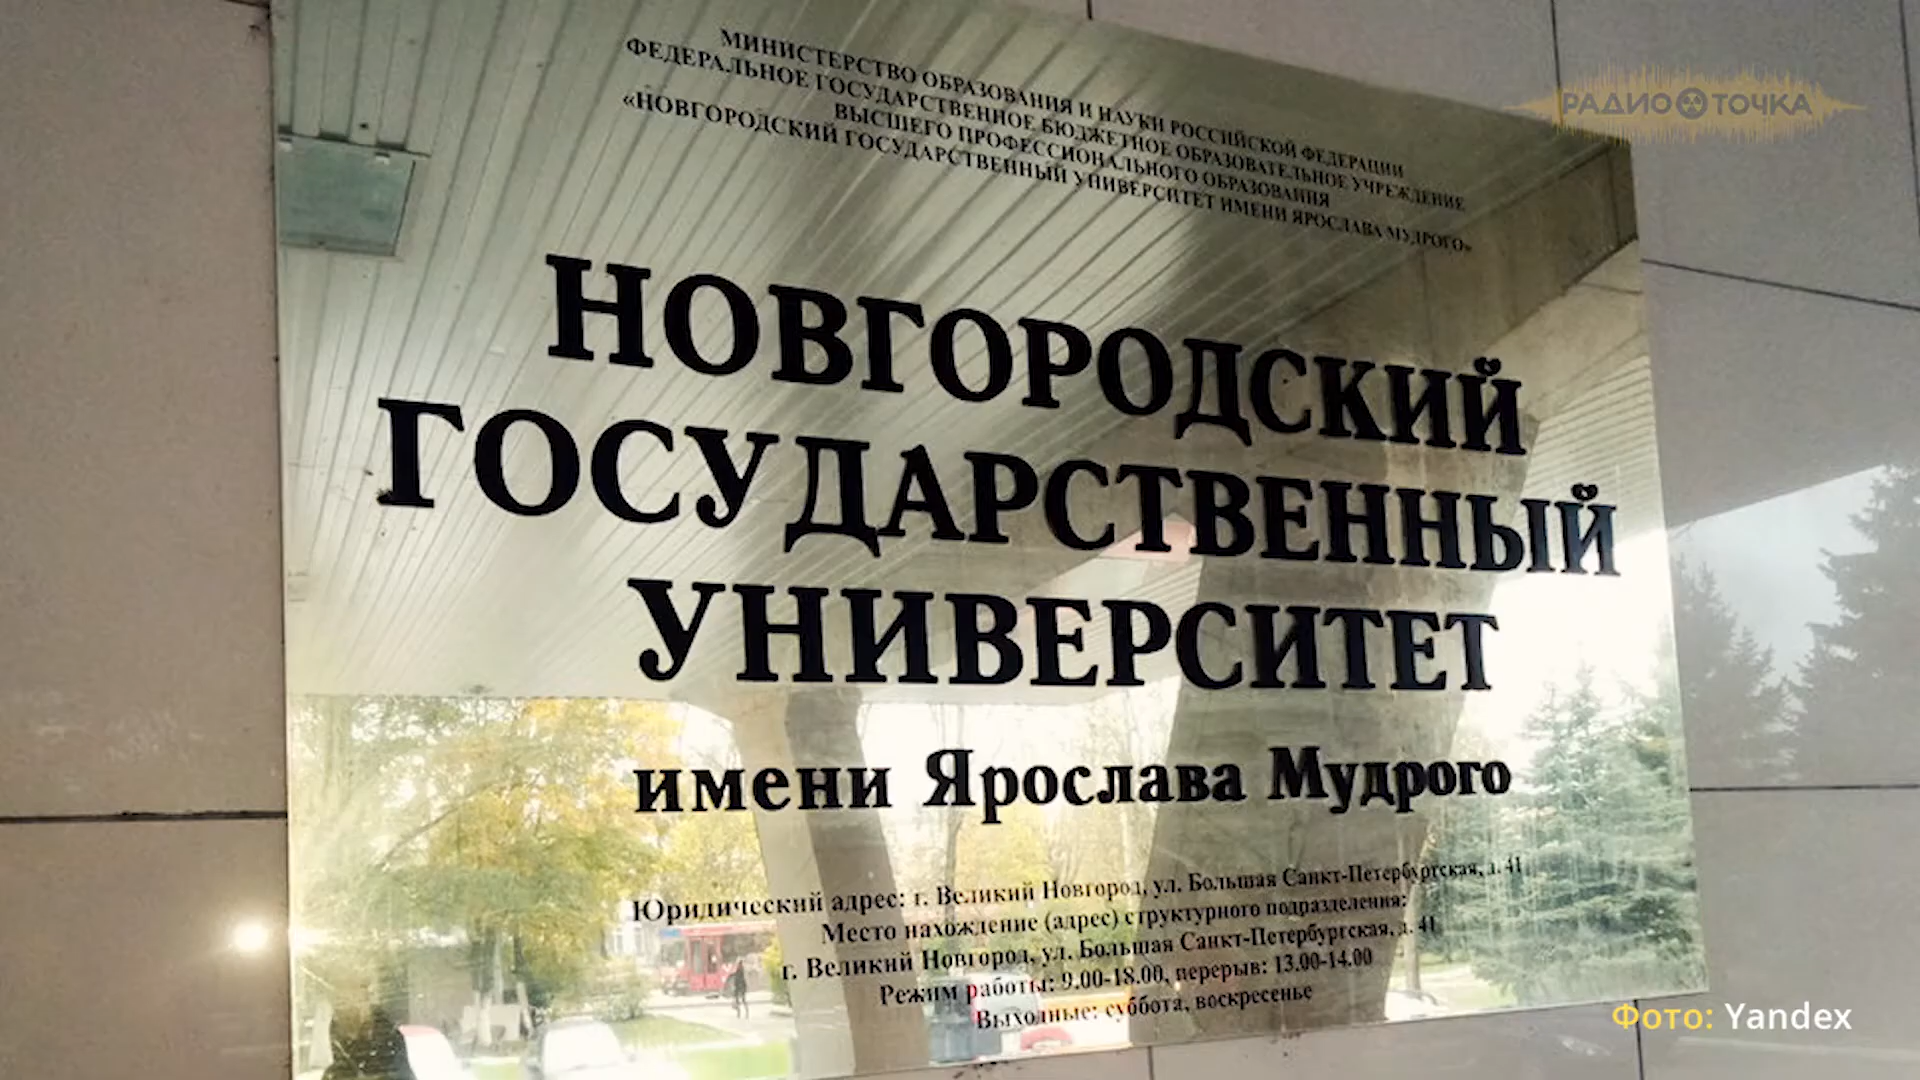 МИНИСТЕРСТВО ОБРАЗОВАНИЯ И НАУКИ РОССИЙСКОЙ ФЕДЕРАЦИИ
ФЕДЕРАЛЬНОЕ ГОСУДАРСТВЕННОЕ БЮДЖЕТНОЕ ОБРАЗОВАТЕЛЬНОЕ УЧРЕЖДЕНИЕ
ВЫСШЕГО ПРОФЕССИОНАЛЬНОГО ОБРАЗОВАНИЯ
«НОВГОРОДСКИЙ ГОСУДАРСТВЕННЫЙ УНИВЕРСИТЕТ ИМЕНИ ЯРОСЛАВА МУДРОГО»
РАДИО ТОЧКА
НОВГОРОДСКИЙ
ГОСУДАРСТВЕННЫЙ
УНИВЕРСИТЕТ
имени Ярослава Мудрого
Юридический адрес: г. Великий Новгород, ул. Большая Санкт-Петербургская, д. 41
Место нахождение (адрес) структурного подразделения:
г. Великий Новгород, ул. Большая Санкт-Петербургская, д. 41
Режим работы: 9.00-18.00, перерыв: 13.00-14.00
Выходные: суббота, воскресенье
Фото: Yandex